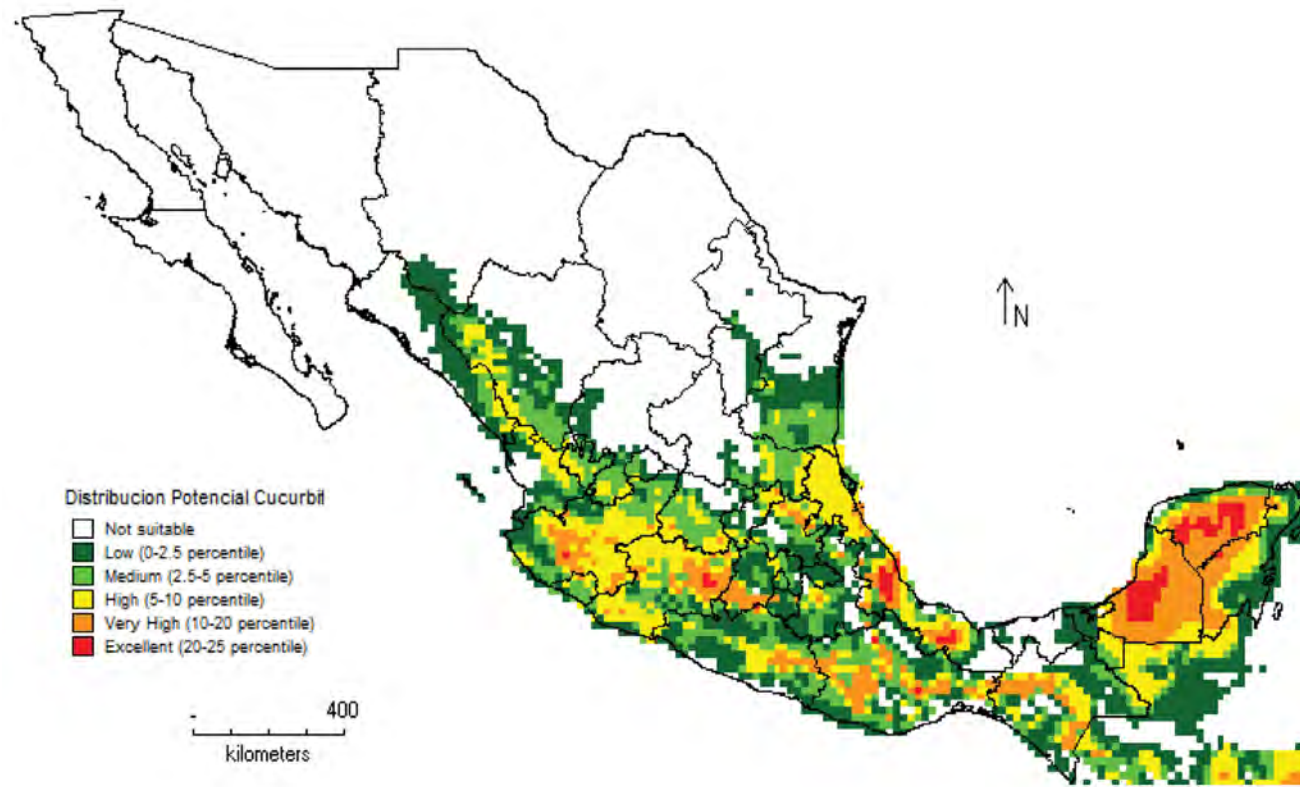 N
Distribucion Potencial Cucurbit
Not suitable
Low (0-2.5 percentile)
Medium (2.5-5 percentile)
High (5-10 percentile)
Very High (10-20 percentile)
Excellent (20-25 percentile)
400
kilometers